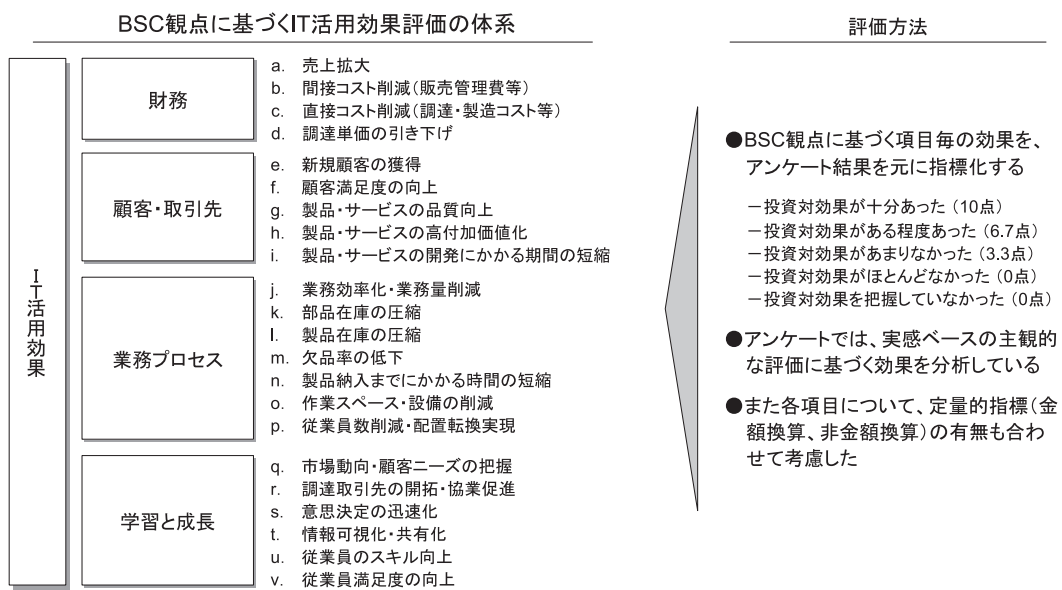 BSC観点に基づくIT活用効果評価の体系
IT活用効果
財務
a. 売上拡大
b. 間接コスト削減（販売管理費等）
c. 直接コスト削減（調達・製造コスト等）
d. 調達単価の引き下げ
顧客・取引先
e. 新規顧客の獲得
f. 顧客満足度の向上
g. 製品・サービスの品質向上
h. 製品・サービスの高付加価値化
i. 製品・サービスの開発にかかる期間の短縮
業務プロセス
j. 業務効率化・業務量削減
k. 部品在庫の圧縮
l. 製品在庫の圧縮
m. 欠品率の低下
n. 製品納入までにかかる時間の短縮
o. 作業スペース・設備の削減
p. 従業員数削減・配置転換実現
学習と成長
q. 市場動向・顧客ニーズの把握
r. 調達取引先の開拓・協業促進
s. 意思決定の迅速化
t. 情報可視化・共有化
u. 従業員のスキル向上
v. 従業員満足度の向上
評価方法
●BSC観点に基づく項目毎の効果を、
アンケート結果を元に指標化する
－投資対効果が十分あった（10点）
－投資対効果がある程度あった（6.7点）
－投資対効果があまりなかった（3.3点）
－投資対効果がほとんどなかった（0点）
－投資対効果を把握していなかった（0点）
●アンケートでは、実感ベースの主観的
な評価に基づく効果を分析している
●また各項目について、定量的指標（金
額換算、非金額換算）の有無も合わ
せて考慮した